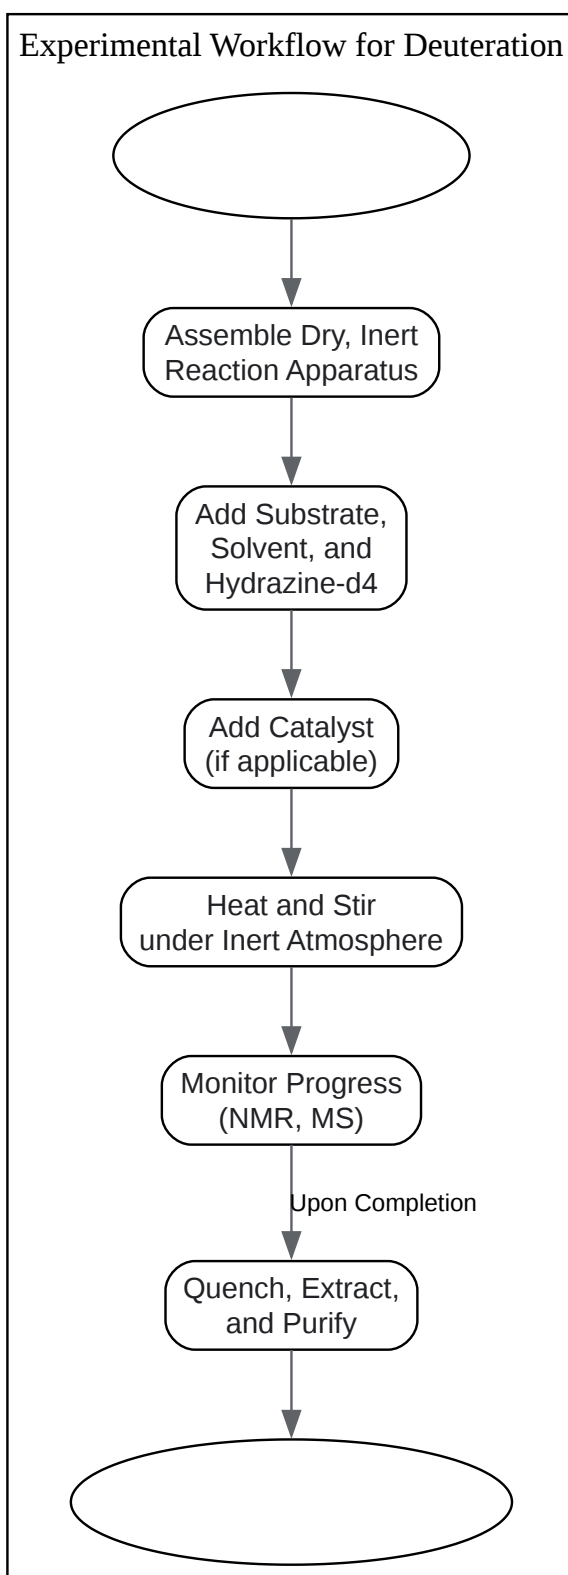 Experimental Workflow for Deuteration
Assemble Dry, Inert
Reaction Apparatus
Add Substrate,
Solvent, and
Hydrazine-d4
Add Catalyst
(if applicable)
Heat and Stir
under Inert Atmosphere
Monitor Progress
(NMR, MS)
Upon Completion
Quench, Extract,
and Purify